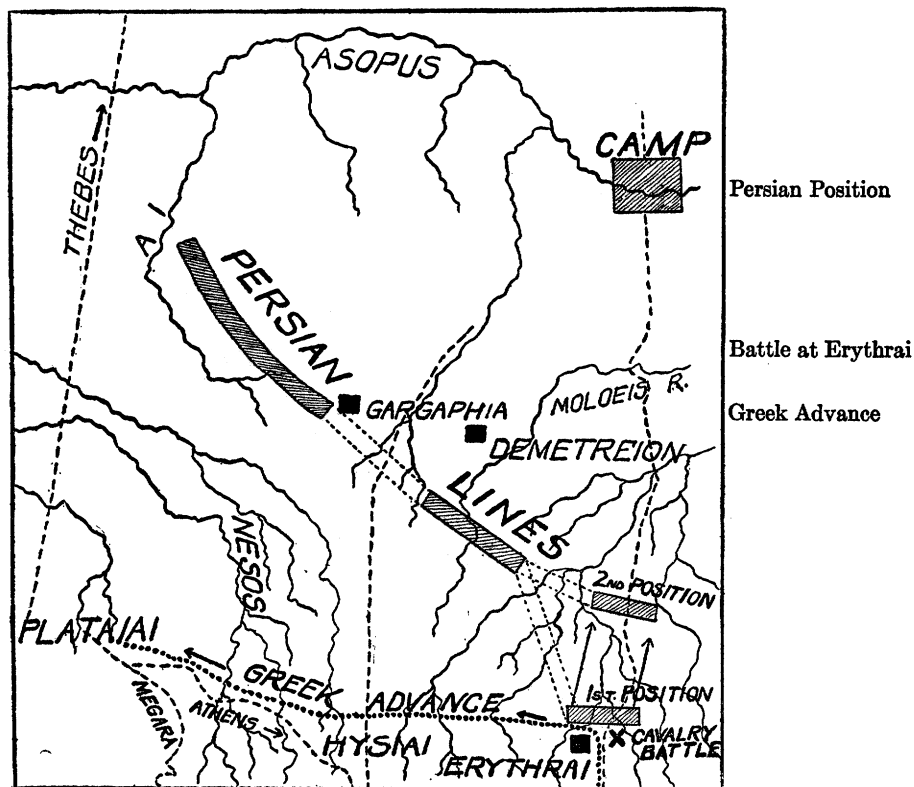 ASOPUS
CAMP
THEBES
A I
PERSIAN
GARGAPHIA
MOLOEIS R.
DEMETREION
LINES
NESOS
2ND POSITION
PLATAIAI
GREEK
1ST. POSITION
MEGARA
ATHENS
ADVANCE
HYSIAI
CAVALRY
BATTLE
ERYTHRAI
Persian Position
Battle at Erythrai
Greek Advance